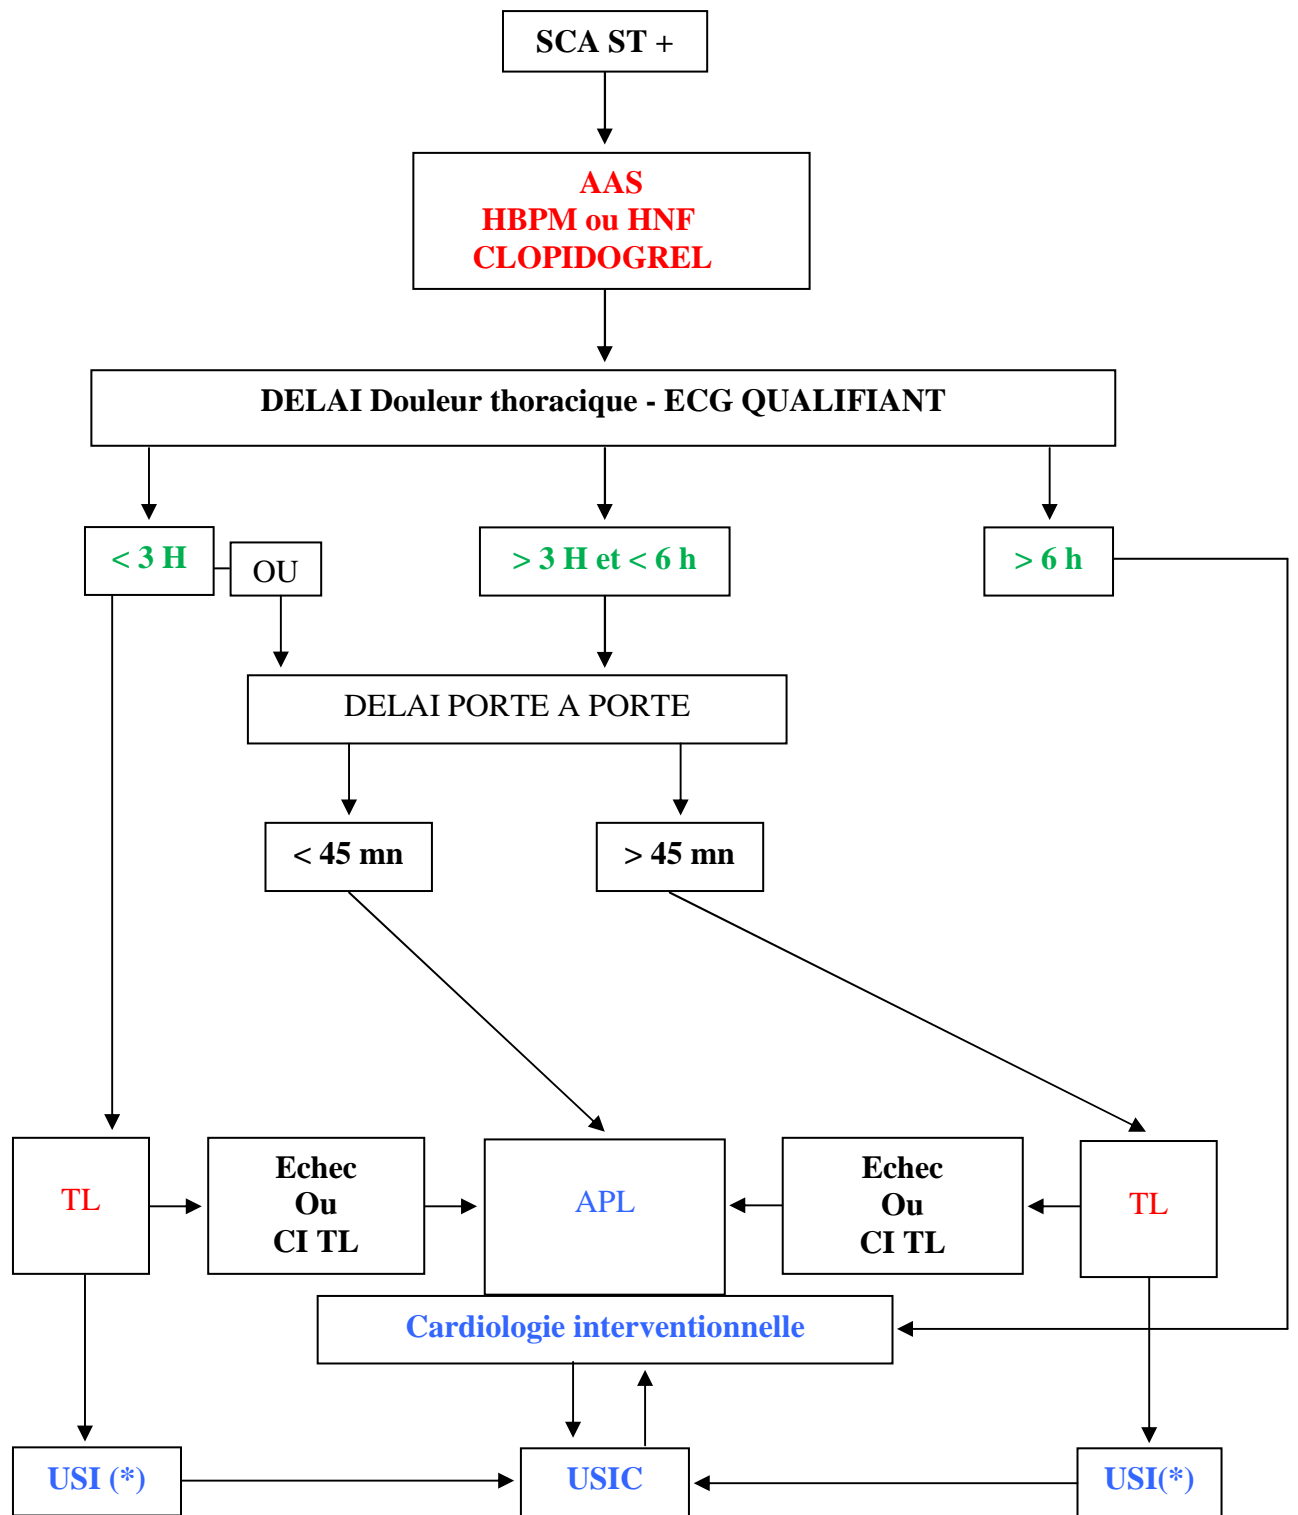 SCA ST +
AAS
HBPM ou HNF
CLOPIDOGREL
DELAI Douleur thoracique - ECG QUALIFIANT
< 3 H
OU
> 3 H et < 6 h
> 6 h
DELAI PORTE A PORTE
< 45 mn
> 45 mn
TL
Echec
Ou
CI TL
APL
Echec
Ou
CI TL
TL
Cardiologie interventionnelle
USI (*)
USIC
USI(*)